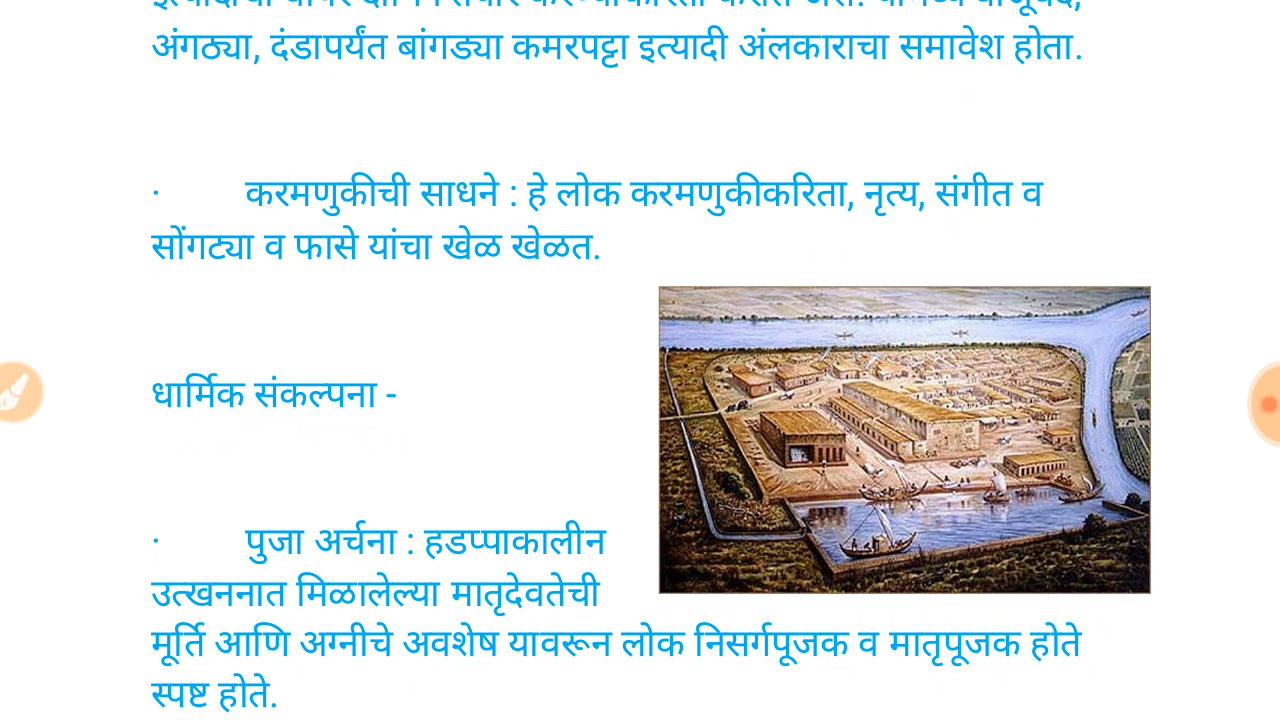 अंगठ्या, दंडापर्यंत बांगड्या कमरपट्टा इत्यादी अंलकाराचा समावेश होता.
· करमणुकीची साधने : हे लोक करमणुकीकरिता, नृत्य, संगीत व
सोंगट्या व फासे यांचा खेळ खेळत.
धार्मिक संकल्पना -
· पुजा अर्चना : हडप्पाकालीन
उत्खननात मिळालेल्या मातृदेवतेची
मूर्ति आणि अग्नीचे अवशेष यावरून लोक निसर्गपूजक व मातृपूजक होते
स्पष्ट होते.